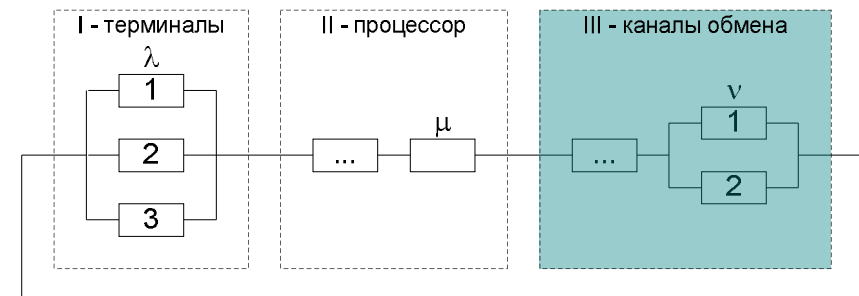 I - терминалы
II - процессор
III - каналы обмена
λ
1
2
3
...
μ
...
ν
1
2